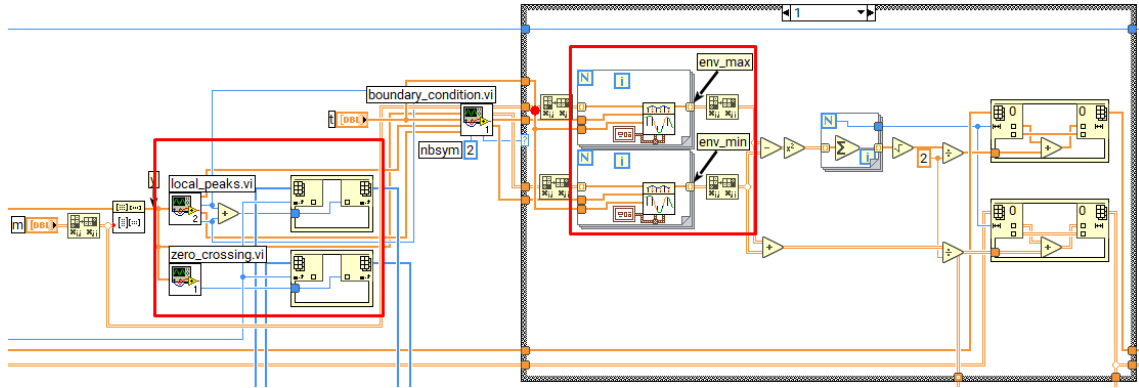 1
env_max
N
i
boundary_condition.vi
t
[DBL]
1
nbsym
2
?
env_min
N
i
N
Σ
i
x²
√
2
0
0
+
y
local_peaks.vi
2
+
m
[DBL]
zero_crossing.vi
1
−
÷
+
÷
0
0
+